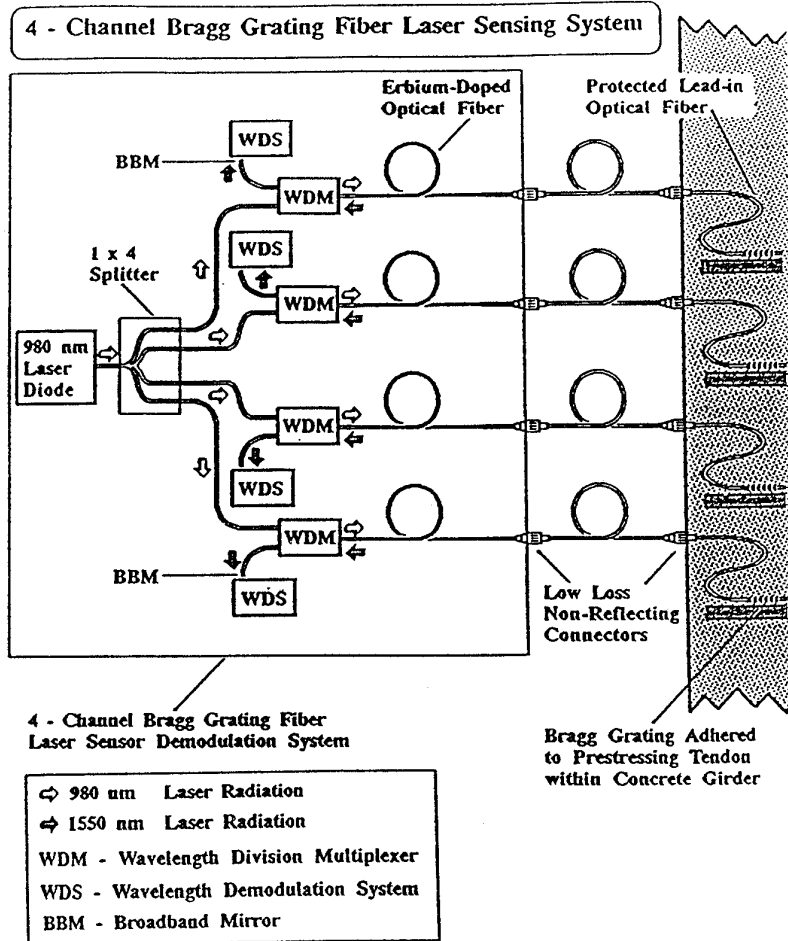 4 - Channel Bragg Grating Fiber Laser Sensing System
Erbium-Doped
Optical Fiber
Protected Lead-in
Optical Fiber
WDS
BBM
WDM
1 x 4
Splitter
WDS
WDM
980 nm
Laser
Diode
WDM
WDS
WDM
BBM
WDS
Low Loss
Non-Reflecting
Connectors
4 - Channel Bragg Grating Fiber
Laser Sensor Demodulation System
Bragg Grating Adhered
to Prestressing Tendon
within Concrete Girder
⇨ 980 nm Laser Radiation
⇨ 1550 nm Laser Radiation
WDM - Wavelength Division Multiplexer
WDS - Wavelength Demodulation System
BBM - Broadband Mirror